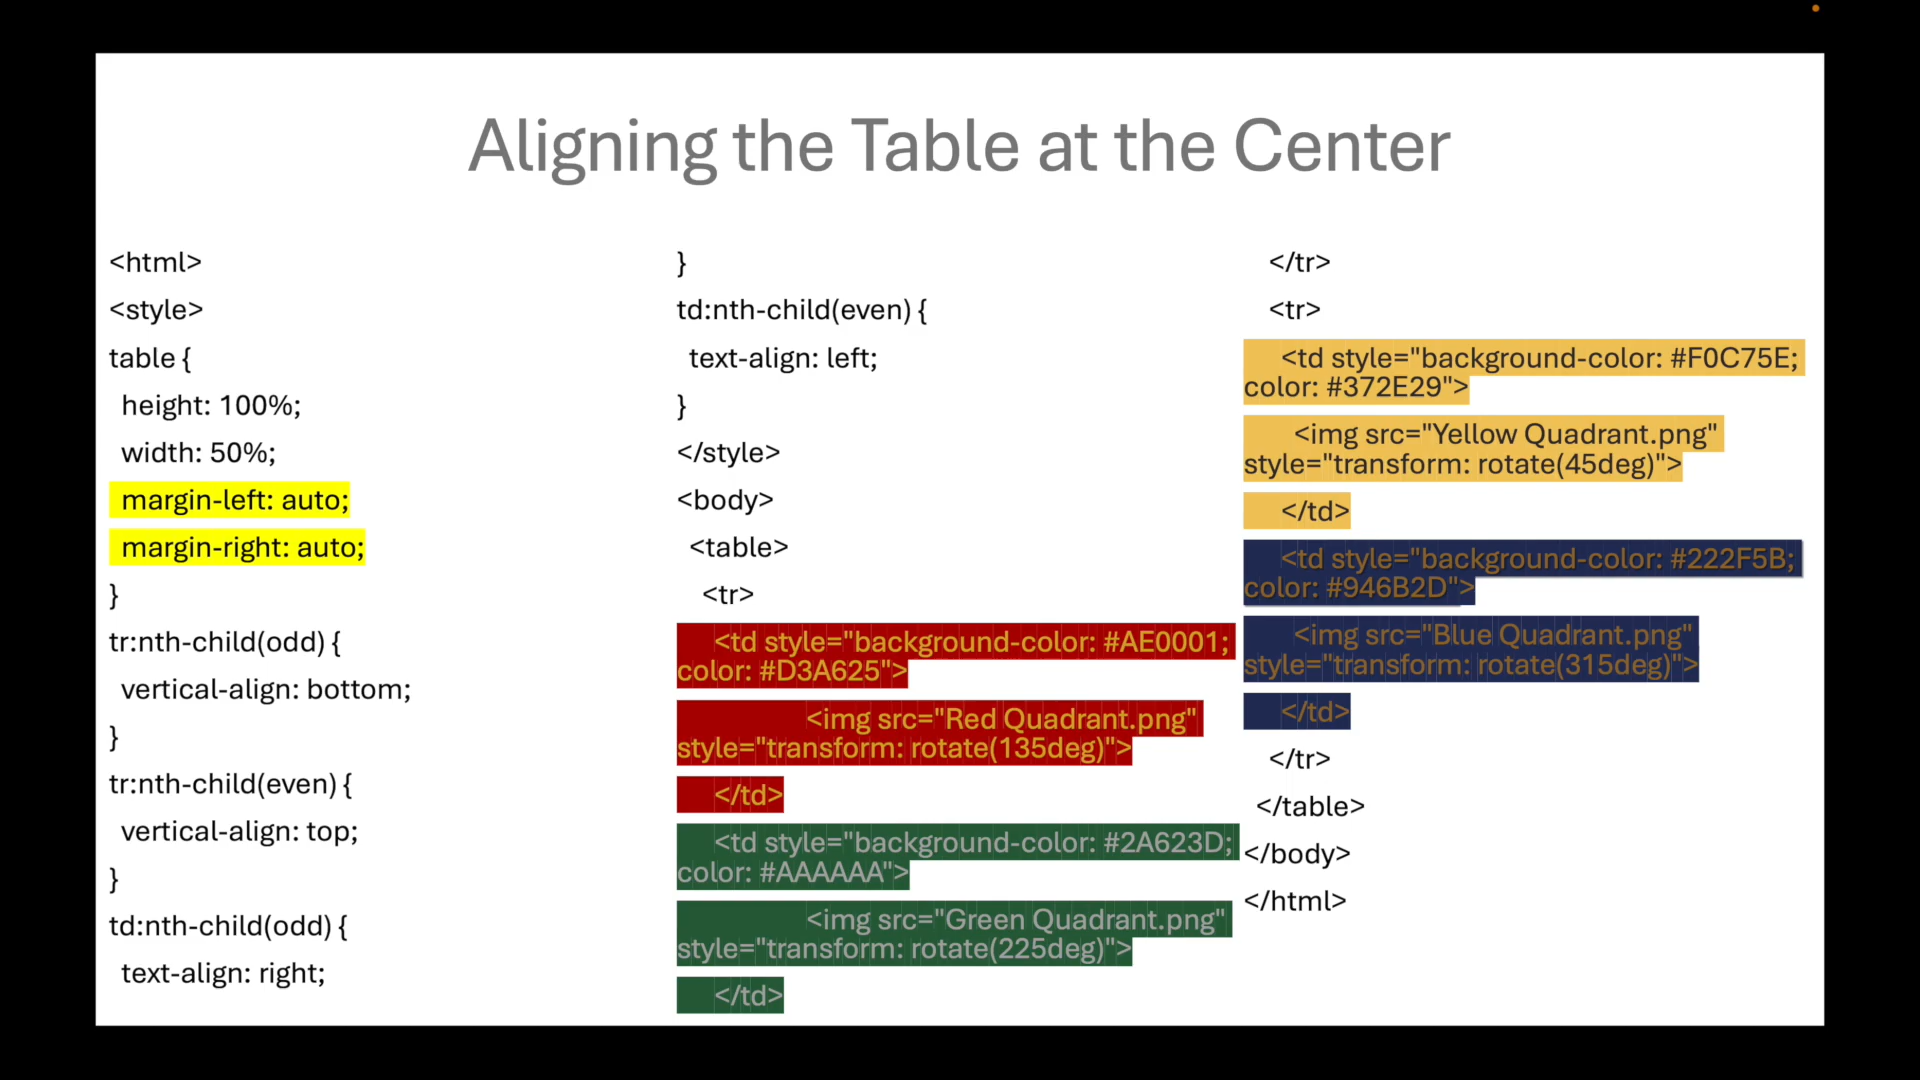 Aligning the Table at the Center
<html>
<style>
table {
height: 100%;
width: 50%;
margin-left: auto;
margin-right: auto;
}
tr:nth-child(odd) {
vertical-align: bottom;
}
tr:nth-child(even) {
vertical-align: top;
}
td:nth-child(odd) {
text-align: right;
}
td:nth-child(even) {
text-align: left;
}
</style>
<body>
<table>
<tr>
<td style="background-color: #AE0001;
color: #D3A625">
<img src="Red Quadrant.png"
style="transform: rotate(135deg)">
</td>
<td style="background-color: #2A623D;
color: #AAAAAA">
<img src="Green Quadrant.png"
style="transform: rotate(225deg)">
</td>
</tr>
<tr>
<td style="background-color: #F0C75E;
color: #372E29">
<img src="Yellow Quadrant.png"
style="transform: rotate(45deg)">
</td>
<td style="background-color: #222F5B;
color: #946B2D">
<img src="Blue Quadrant.png"
style="transform: rotate(315deg)">
</td>
</tr>
</table>
</body>
</html>